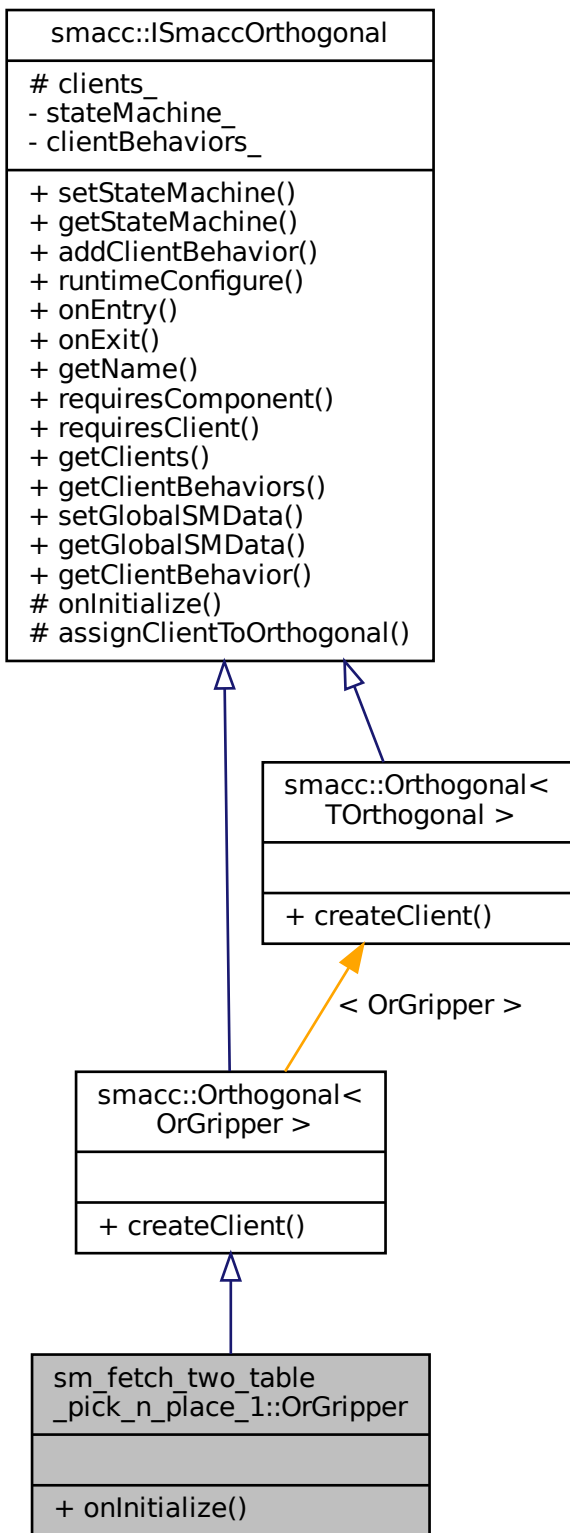 smacc::ISmaccOrthogonal
# clients_
- stateMachine_
- clientBehaviors_
+ setStateMachine()
+ getStateMachine()
+ addClientBehavior()
+ runtimeConfigure()
+ onEntry()
+ onExit()
+ getName()
+ requiresComponent()
+ requiresClient()
+ getClients()
+ getClientBehaviors()
+ setGlobalSMData()
+ getGlobalSMData()
+ getClientBehavior()
# onInitialize()
# assignClientToOrthogonal()
smacc::Orthogonal<
TOrthogonal >
+ createClient()
< OrGripper >
smacc::Orthogonal<
OrGripper >
+ createClient()
sm_fetch_two_table
_pick_n_place_1::OrGripper
+ onInitialize()